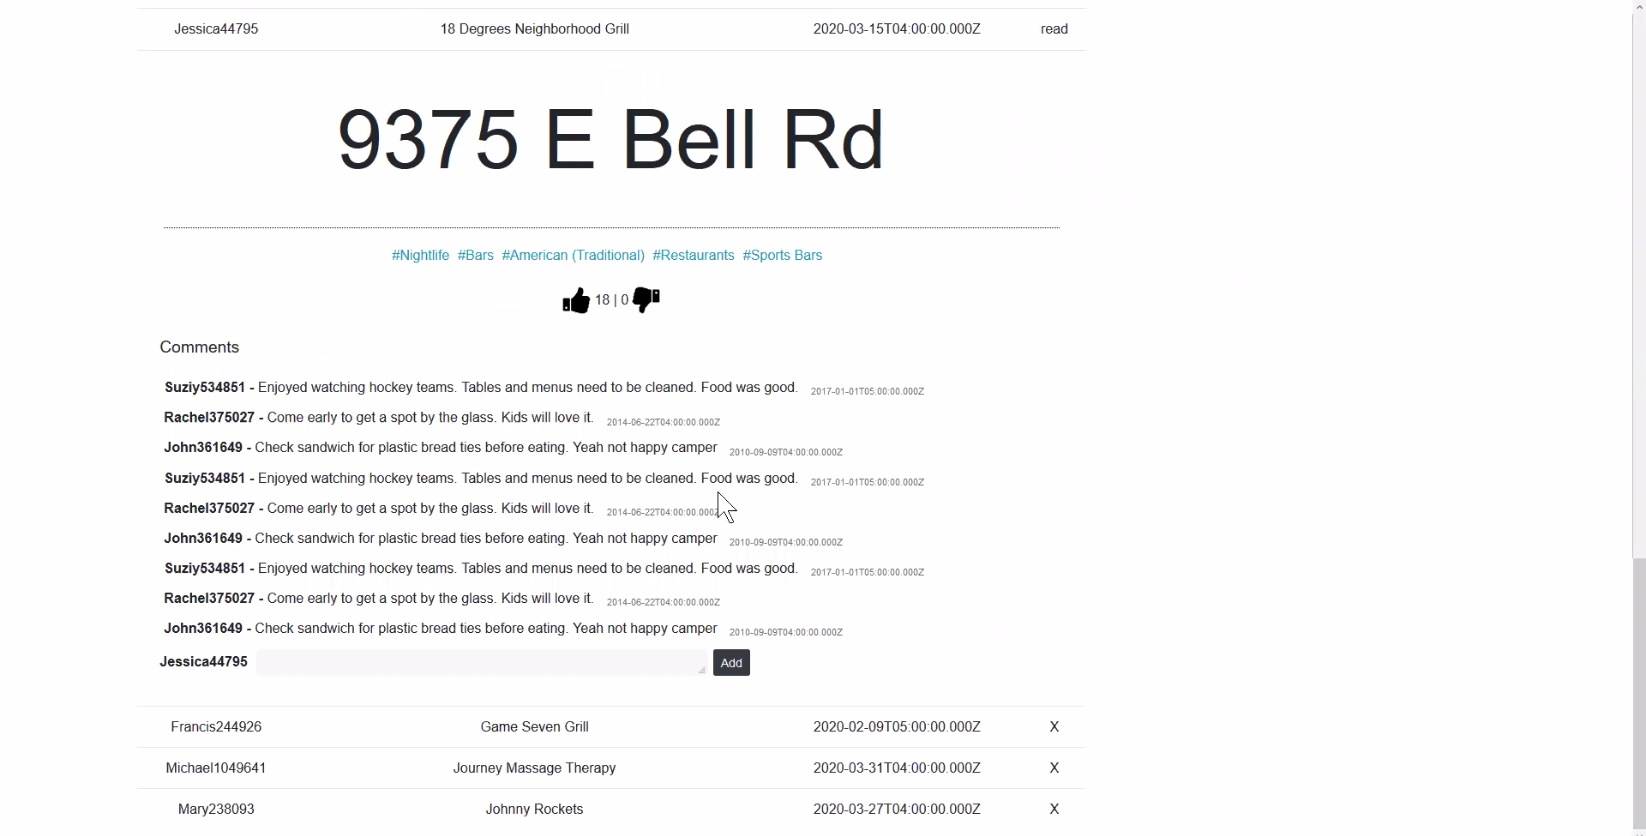 Jessica44795 18 Degrees Neighborhood Grill 2020-03-15T04:00:00.000Z read
9375 E Bell Rd
#Nightlife #Bars #American (Traditional) #Restaurants #Sports Bars
18 | 0
Comments
Suziy534851 - Enjoyed watching hockey teams. Tables and menus need to be cleaned. Food was good. 2017-01-01T05:00:00.000Z
Rachel375027 - Come early to get a spot by the glass. Kids will love it. 2014-06-22T04:00:00.000Z
John361649 - Check sandwich for plastic bread ties before eating. Yeah not happy camper 2010-09-09T04:00:00.000Z
Suziy534851 - Enjoyed watching hockey teams. Tables and menus need to be cleaned. Food was good. 2017-01-01T05:00:00.000Z
Rachel375027 - Come early to get a spot by the glass. Kids will love it. 2014-06-22T04:00:00.000Z
John361649 - Check sandwich for plastic bread ties before eating. Yeah not happy camper 2010-09-09T04:00:00.000Z
Suziy534851 - Enjoyed watching hockey teams. Tables and menus need to be cleaned. Food was good. 2017-01-01T05:00:00.000Z
Rachel375027 - Come early to get a spot by the glass. Kids will love it. 2014-06-22T04:00:00.000Z
John361649 - Check sandwich for plastic bread ties before eating. Yeah not happy camper 2010-09-09T04:00:00.000Z
Jessica44795 Add
Francis244926 Game Seven Grill 2020-02-09T05:00:00.000Z X
Michael1049641 Journey Massage Therapy 2020-03-31T04:00:00.000Z X
Mary238093 Johnny Rockets 2020-03-27T04:00:00.000Z X